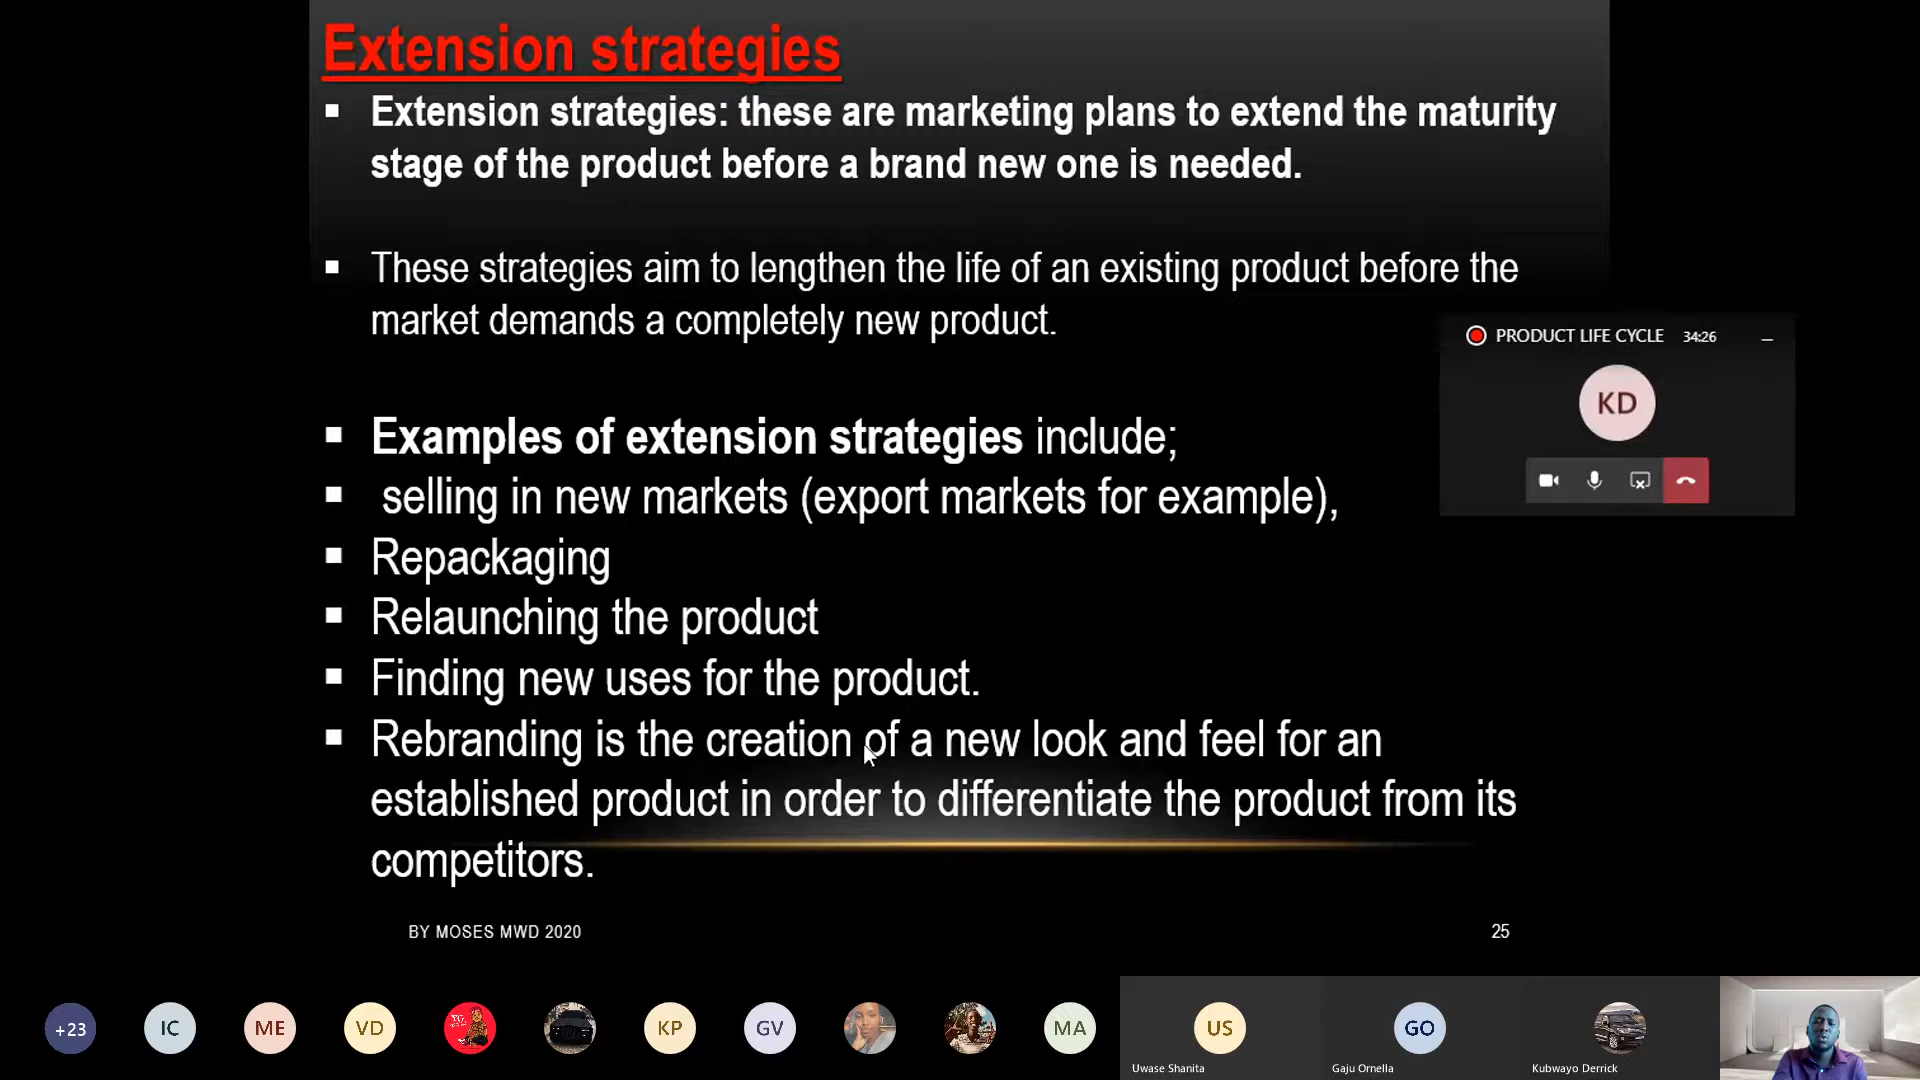 Extension strategies
▪ Extension strategies: these are marketing plans to extend the maturity
stage of the product before a brand new one is needed.
▪ These strategies aim to lengthen the life of an existing product before the
market demands a completely new product.
PRODUCT LIFE CYCLE 34:26
KD
▪ Examples of extension strategies include;
▪ selling in new markets (export markets for example),
▪ Repackaging
▪ Relaunching the product
▪ Finding new uses for the product.
▪ Rebranding is the creation of a new look and feel for an
established product in order to differentiate the product from its
competitors.
BY MOSES MWD 2020
25
+23
IC
ME
VD
KP
GV
MA
US
GO
Uwase Shanita
Gaju Ornella
Kubwayo Derrick